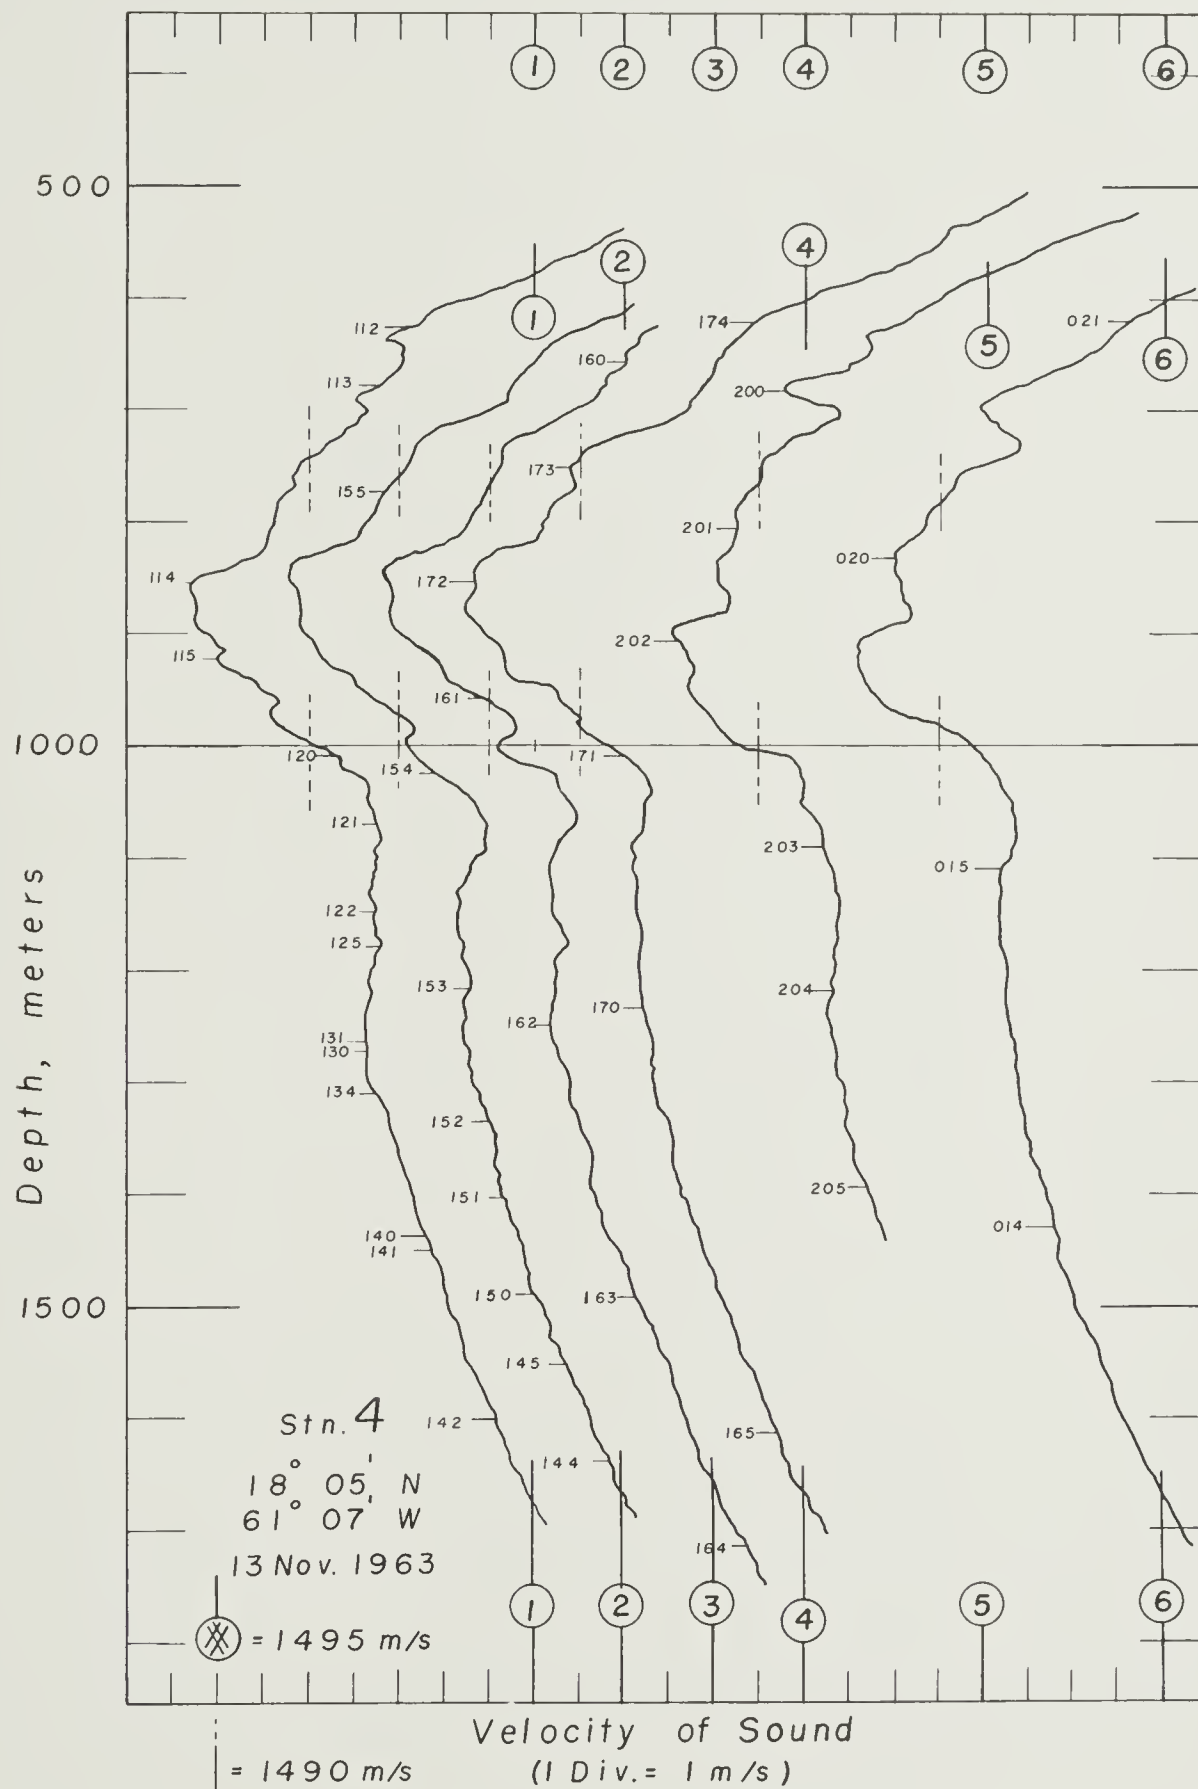 1 2 3 4 5 6
500
2 4
1 5 6
112 160 174 021
113 200
155 173
201
114 172 020
115 161 202
1000
120 154 171
121 203
015
122
125
153 204
131 162 170
130
134
152
151 205
140 014
141
1500
150 163
145
142 165
144
164
Depth, meters
Stn. 4
18° 05' N
61° 07' W
13 Nov. 1963
= 1495 m/s
1 2 3 4 5 6
Velocity of Sound
= 1490 m/s (1 Div. = 1 m/s)